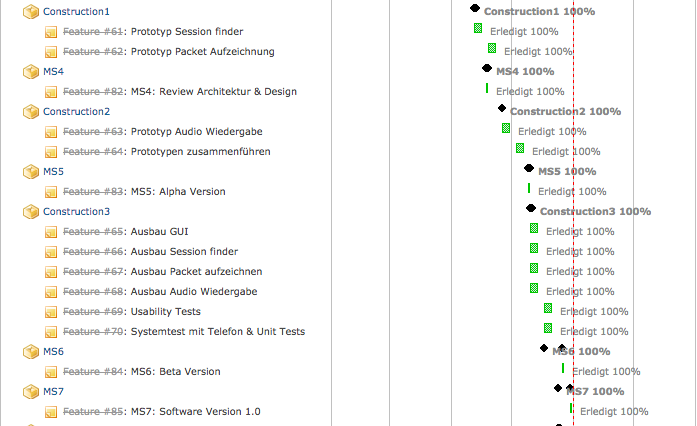 Construction1 Construction1 100%
Feature #61: Prototyp Session finder Erledigt 100%
Feature #62: Prototyp Packet Aufzeichnung Erledigt 100%
MS4 MS4 100%
Feature #82: MS4: Review Architektur & Design Erledigt 100%
Construction2 Construction2 100%
Feature #63: Prototyp Audio Wiedergabe Erledigt 100%
Feature #64: Prototypen zusammenführen Erledigt 100%
MS5 MS5 100%
Feature #83: MS5: Alpha Version Erledigt 100%
Construction3 Construction3 100%
Feature #65: Ausbau GUI Erledigt 100%
Feature #66: Ausbau Session finder Erledigt 100%
Feature #67: Ausbau Packet aufzeichnen Erledigt 100%
Feature #68: Ausbau Audio Wiedergabe Erledigt 100%
Feature #69: Usability Tests Erledigt 100%
Feature #70: Systemtest mit Telefon & Unit Tests Erledigt 100%
MS6 MS6 100%
Feature #84: MS6: Beta Version Erledigt 100%
MS7 MS7 100%
Feature #85: MS7: Software Version 1.0 Erledigt 100%